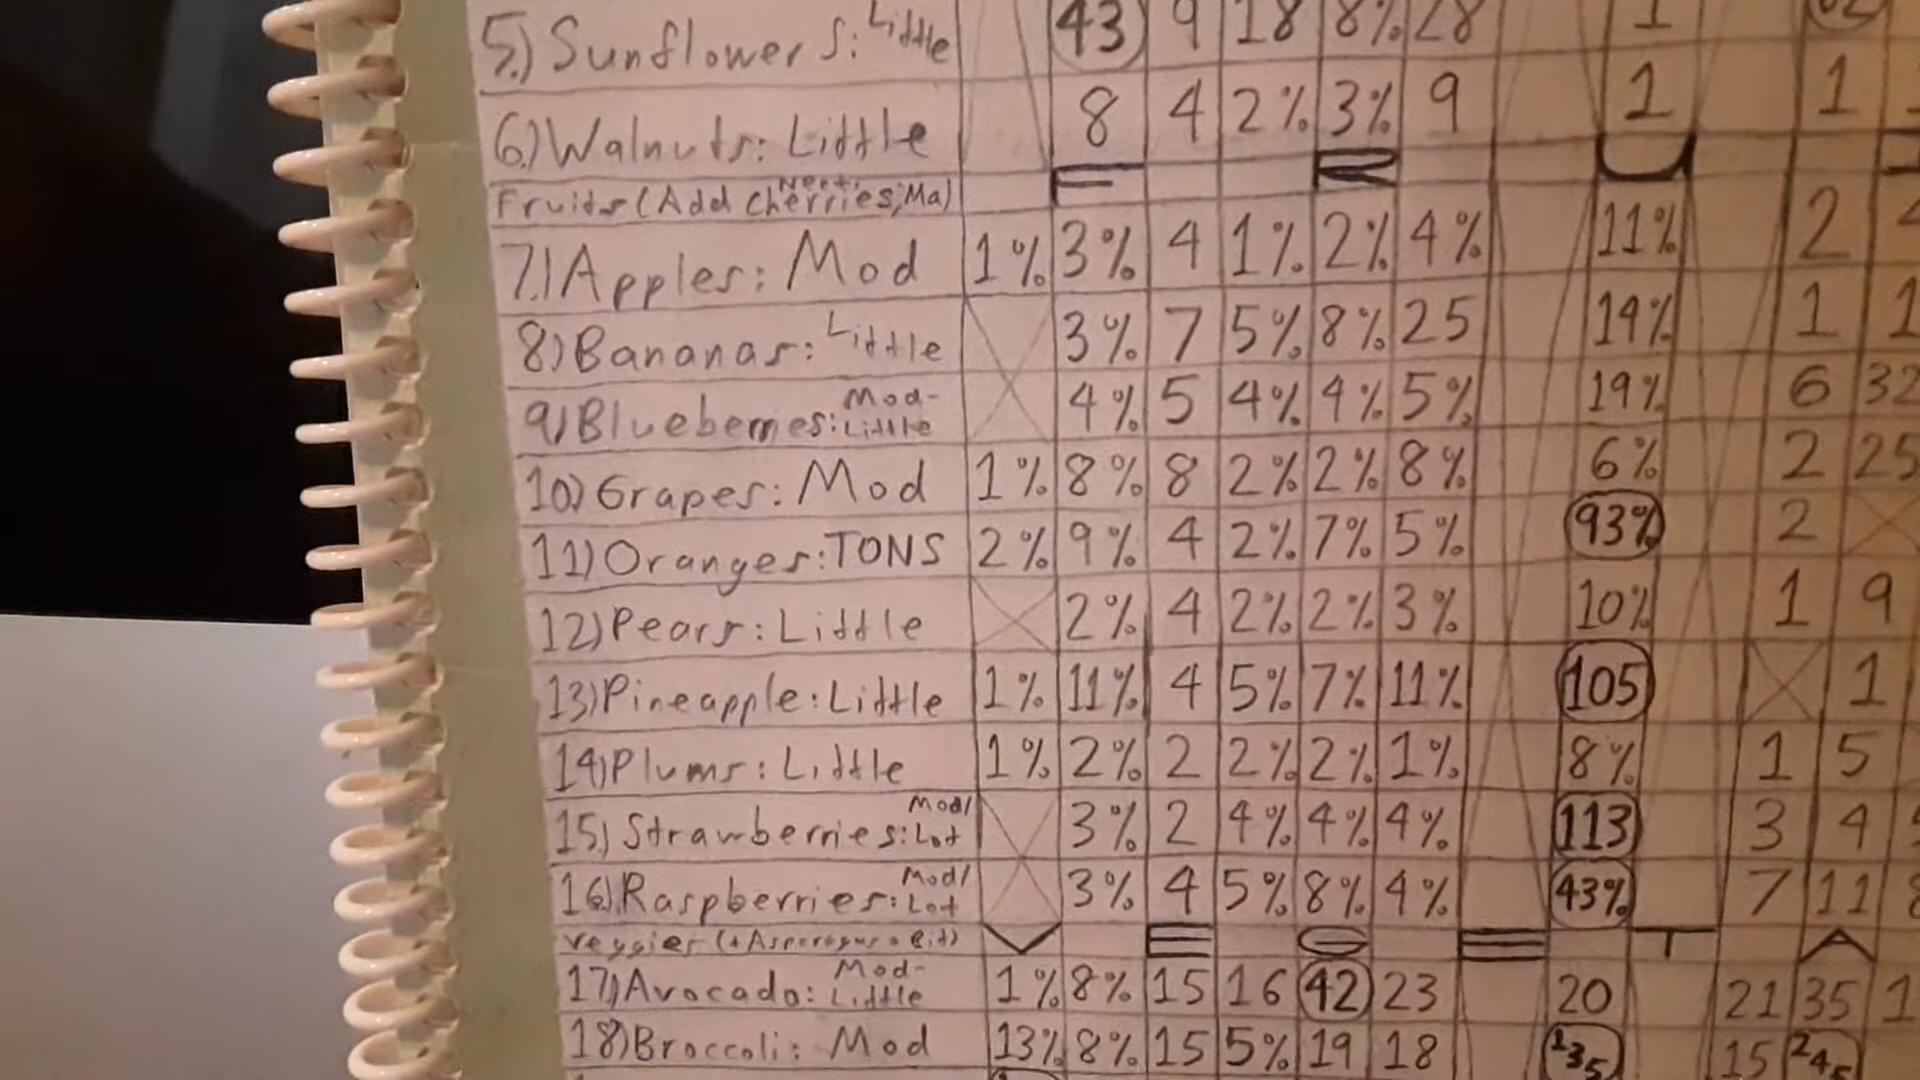 5.) Sunflower S: Little 43 9 18 8% 28 1
6.) Walnuts: Little 8 4 2% 3% 9 1 1
Fruits (Add Cherries, Nect, Ma)
7.) Apples: Mod 1% 3% 4 1% 2% 4% 11% 2
8) Bananas: Little 3% 7 5% 8% 25 14% 1 1
9) Blueberries: Mod-Little 4% 5 4% 4% 5% 19% 6 32
10) Grapes: Mod 1% 8% 8 2% 2% 8% 6% 2 25
11) Oranges: TONS 2% 9% 4 2% 7% 5% 93% 2
12) Pears: Little 2% 4 2% 2% 3% 10% 1 9
13) Pineapple: Little 1% 11% 4 5% 7% 11% 105 1
14) Plums: Little 1% 2% 2 2% 2% 1% 8% 1 5
15.) Strawberries: Mod/Lot 3% 2 4% 4% 4% 113 3 4
16). Raspberries: Mod/Lot 3% 4 5% 8% 4% 43% 7 11
Veggies (+ Asparagus a Bit)
17) Avocado: Mod-Little 1% 8% 15 16 42 23 20 21 35 1
18) Broccoli: Mod 13% 8% 15 5% 19 18 135 15 245